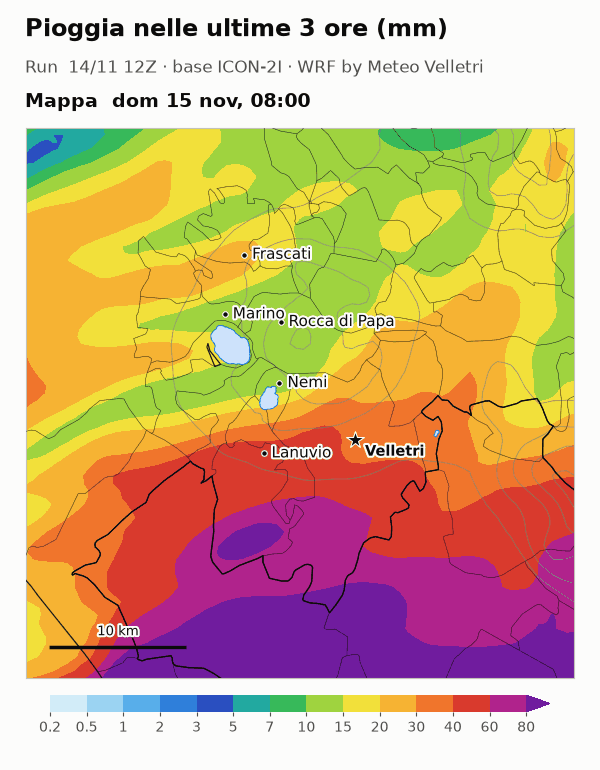 Pioggia nelle ultime 3 ore (mm)
Run  14/11 12Z · base ICON-2I · WRF by Meteo Velletri
Mappa  dom 15 nov, 08:00
Frascati
Marino
Rocca di Papa
Nemi
Velletri
Lanuvio
10 km
0.2 0.5 1 2 3 5 7 10 15 20 30 40 60 80